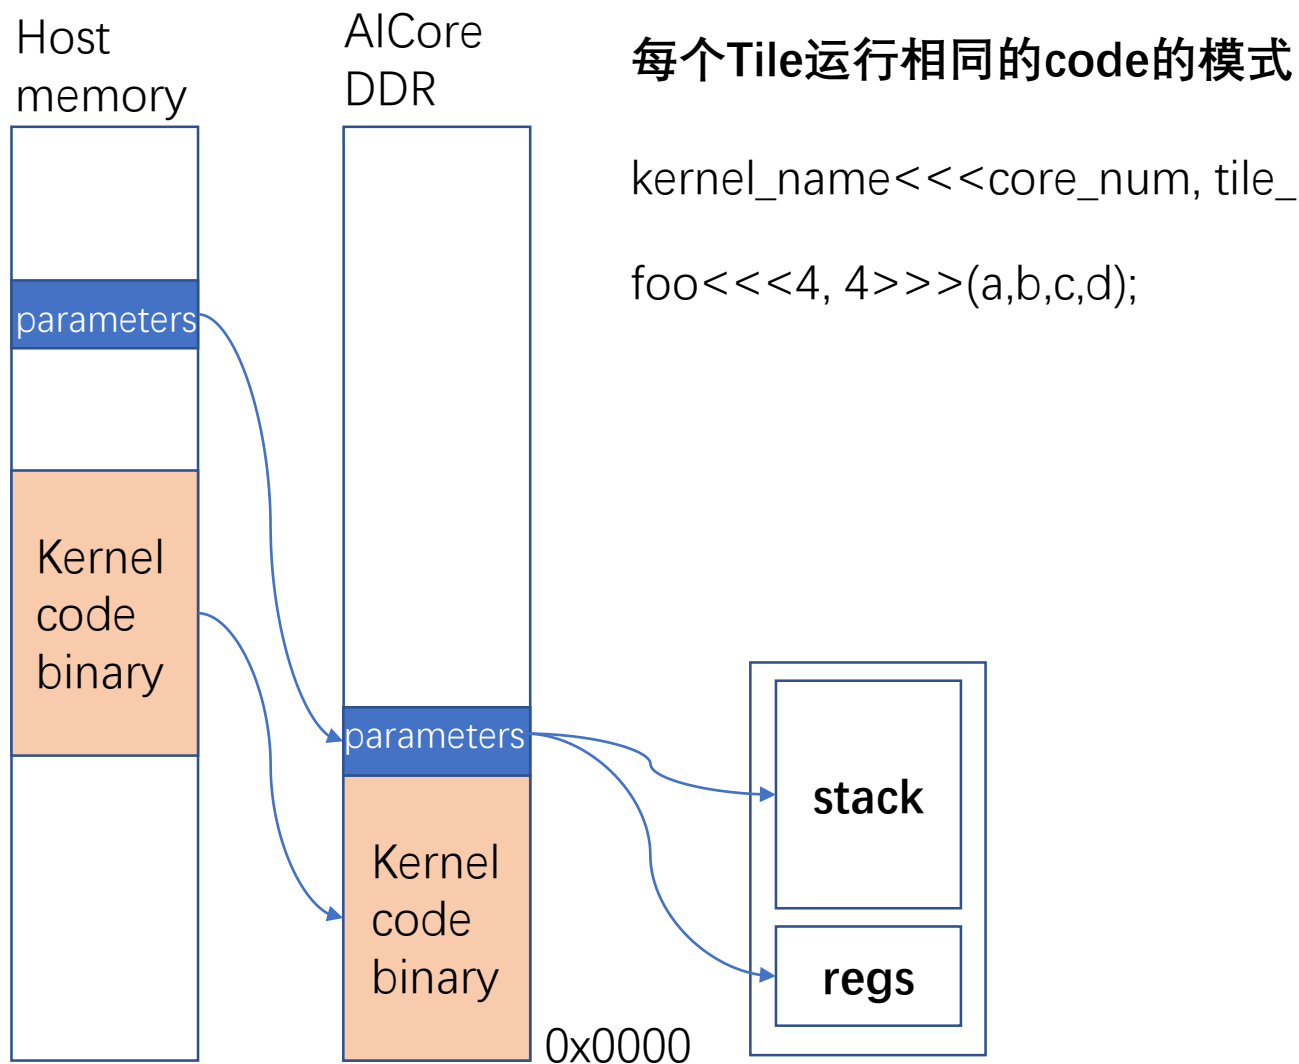 Host
memory
AICore
DDR
每个Tile运行相同的code的模式
kernel_name<<<core_num, tile_
foo<<<4, 4>>>(a,b,c,d);
parameters
Kernel
code
binary
parameters
Kernel
code
binary
0x0000
stack
regs